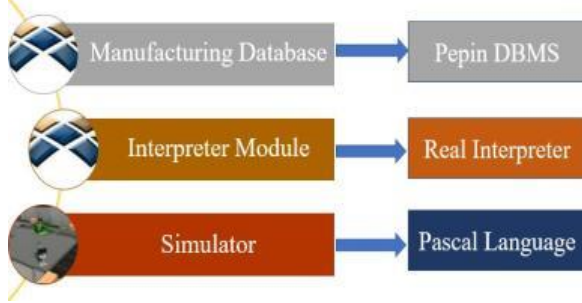 Manufacturing Database
Pepin DBMS
Interpreter Module
Real Interpreter
Simulator
Pascal Language